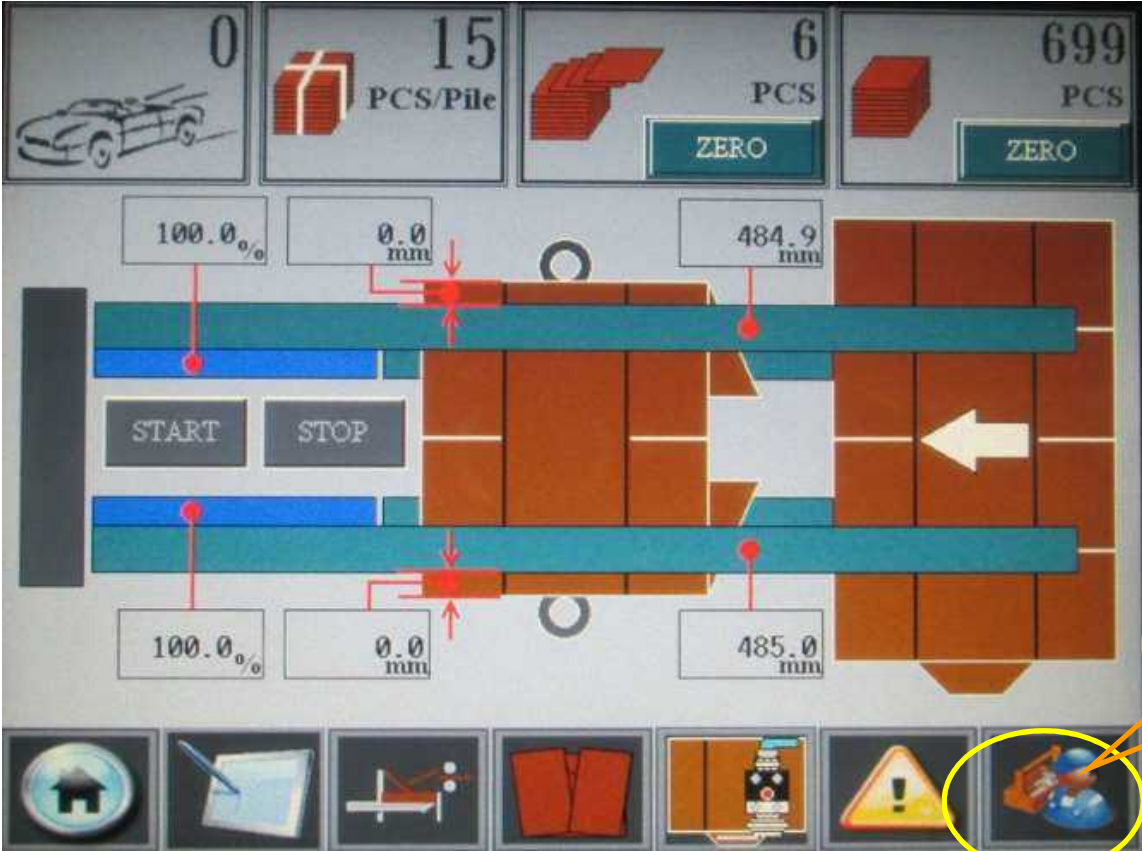 0
15
PCS/Pile
6
PCS
ZERO
699
PCS
ZERO
100.0%
0.0
mm
484.9
mm
START
STOP
100.0%
0.0
mm
485.0
mm